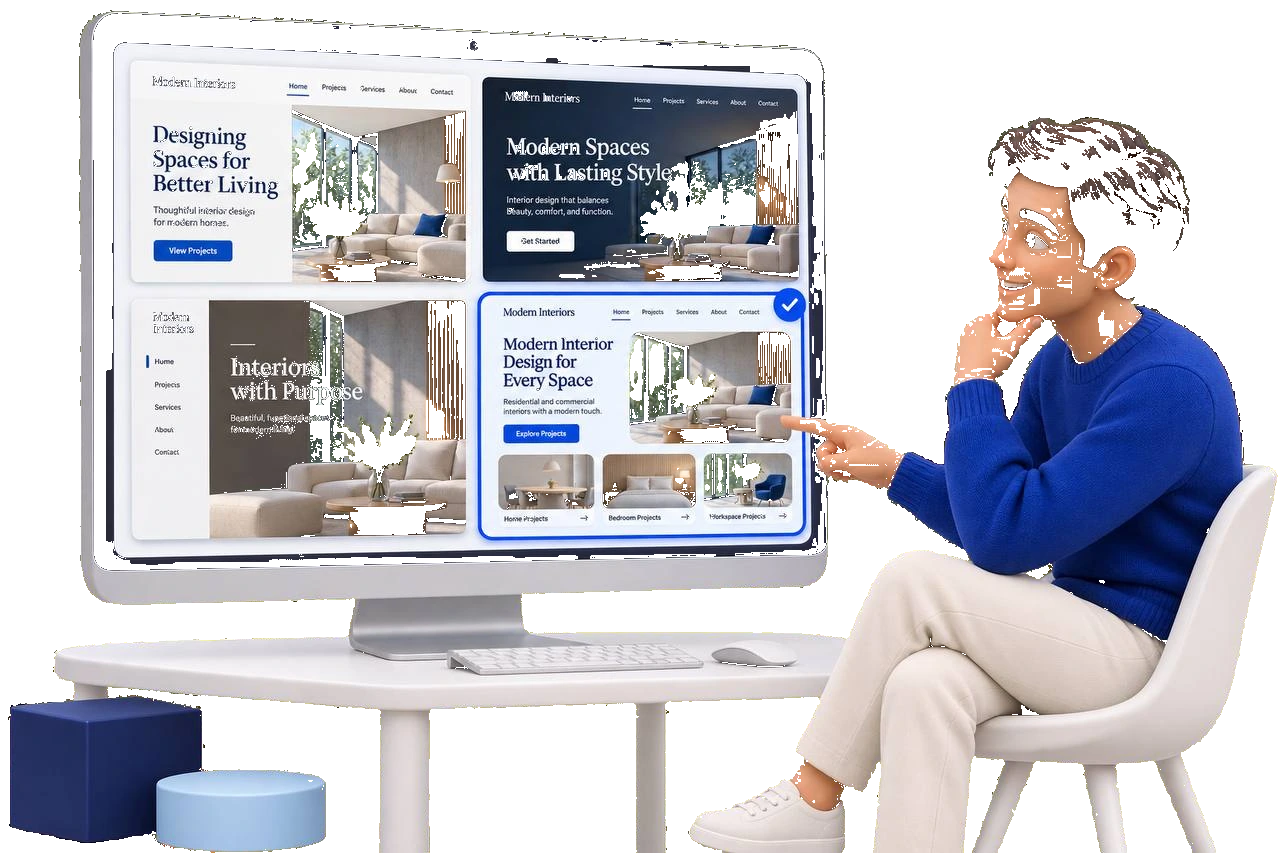 Modern Interiors
Home Projects Services About Contact
Designing
Spaces for
Better Living
Thoughtful interior design
for modern homes.
View Projects
Modern Interiors
Home Projects Services About Contact
Modern Spaces
with Lasting Style
Interior design that balances
beauty, comfort, and function.
Get Started
Modern
Interiors
Home
Projects
Services
About
Contact
Interiors
with Purpose
Beautiful,
Modern Interiors
Home Projects Services About Contact
Modern Interior
Design for
Every Space
Residential and commercial
interiors with a modern touch.
Explore Projects
Home Projects
Bedroom Projects
Workspace Projects